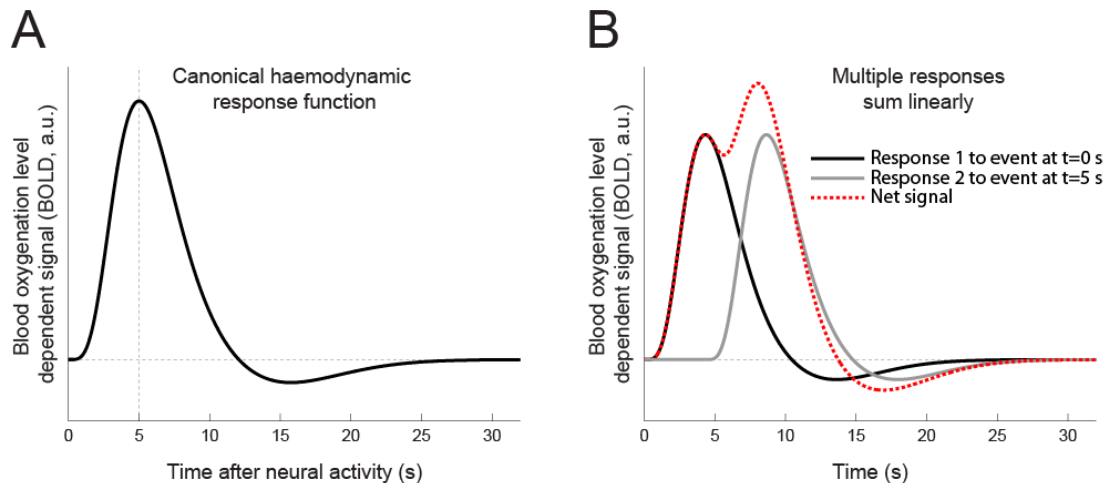 A
Canonical haemodynamic
response function
Blood oxygenation level
dependent signal (BOLD, a.u.)
0 5 10 15 20 25 30
Time after neural activity (s)
B
Multiple responses
sum linearly
Response 1 to event at t=0 s
Response 2 to event at t=5 s
Net signal
Blood oxygenation level
dependent signal (BOLD, a.u.)
0 5 10 15 20 25 30
Time (s)